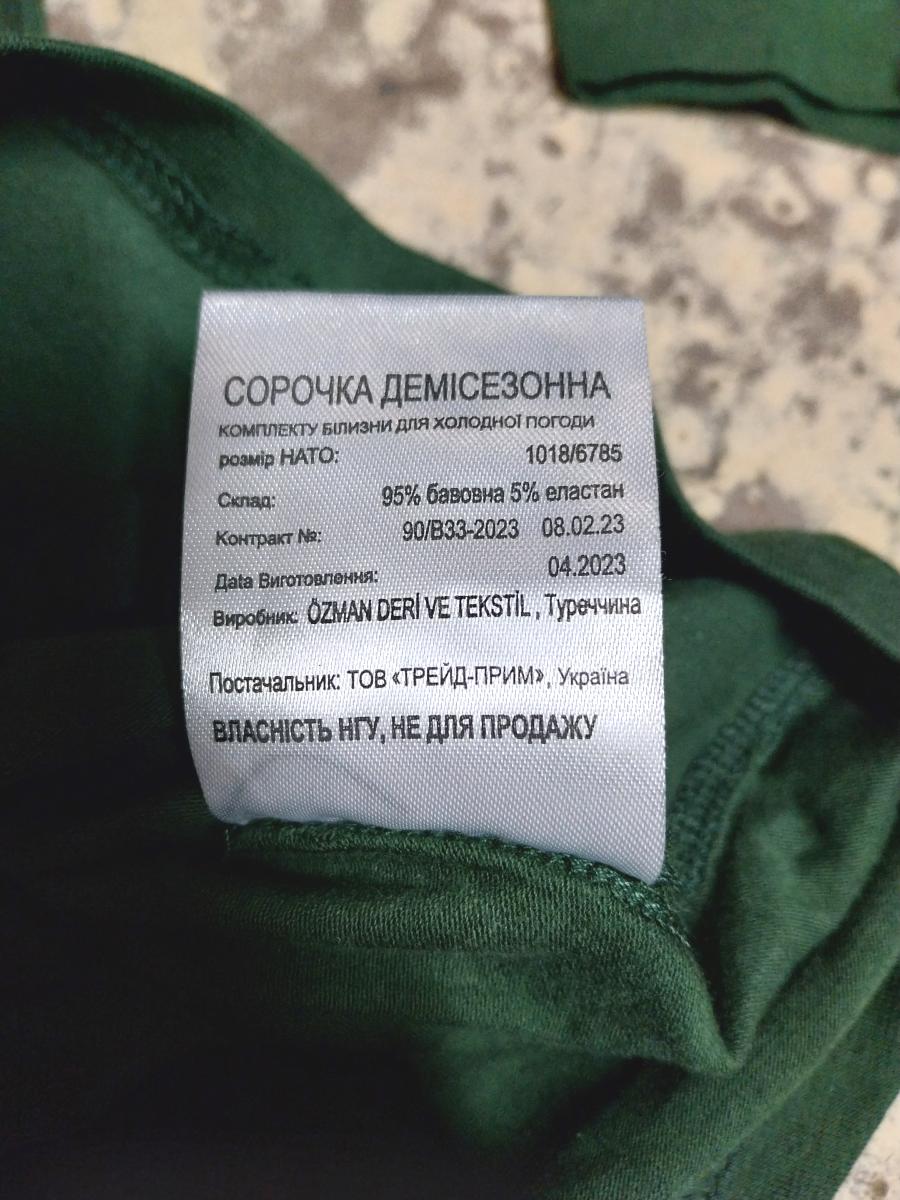 СОРОЧКА ДЕМІСЕЗОННА
КОМПЛЕКТУ БІЛИЗНИ ДЛЯ ХОЛОДНОЇ ПОГОДИ
розмір НАТО: 1018/6785
Склад: 95% бавовна 5% еластан
Контракт №: 90/В33-2023 08.02.23
Даta Виготовлення: 04.2023
Виробник: ÖZMAN DERİ VE TEKSTİL , Туреччина
Постачальник: ТОВ «ТРЕЙД-ПРИМ», Україна
ВЛАСНІСТЬ НГУ, НЕ ДЛЯ ПРОДАЖУ